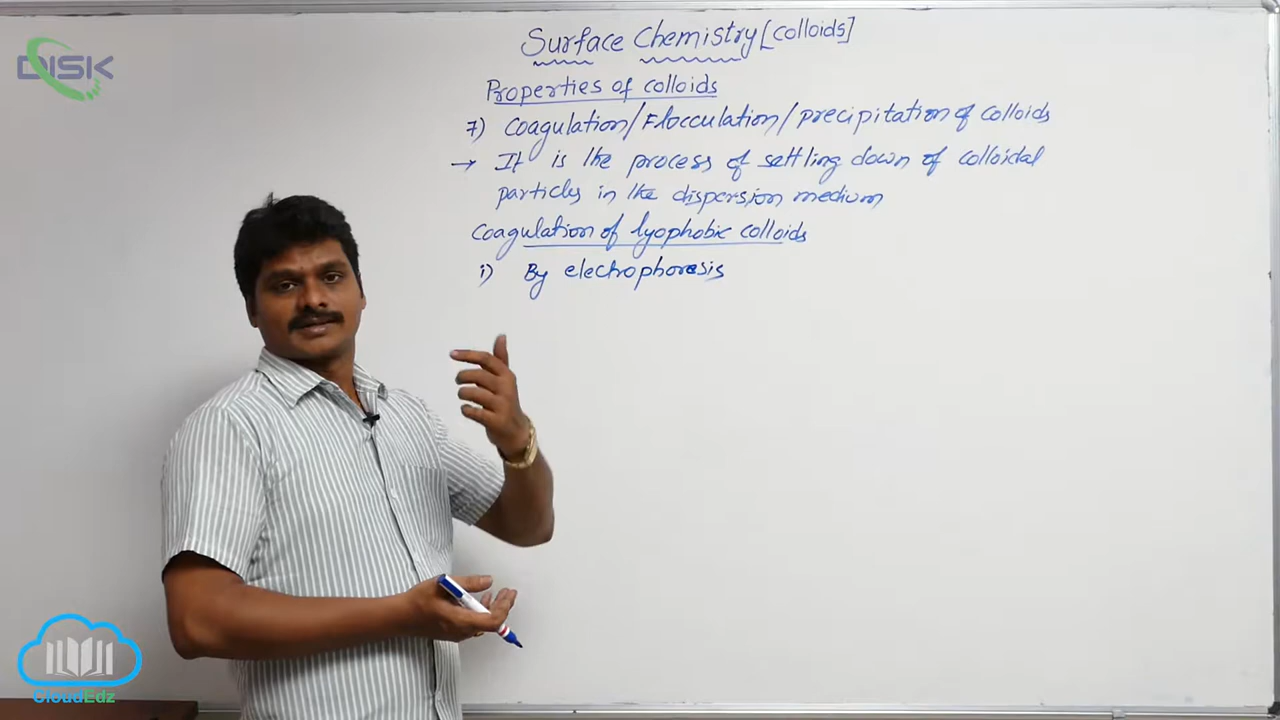 DISK
Surface Chemistry [colloids]
Properties of colloids
7) Coagulation/Flocculation/precipitation of colloids
→ It is the process of settling down of colloidal
particles in the dispersion medium
Coagulation of lyophobic colloids
i) By electrophoresis
CloudEdz